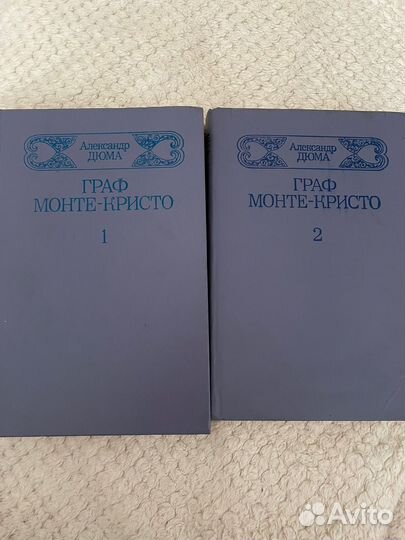 Александр
ДЮМА
ГРАФ
МОНТЕ-КРИСТО
1
Александр
ДЮМА
ГРАФ
МОНТЕ-КРИСТО
2
Avito